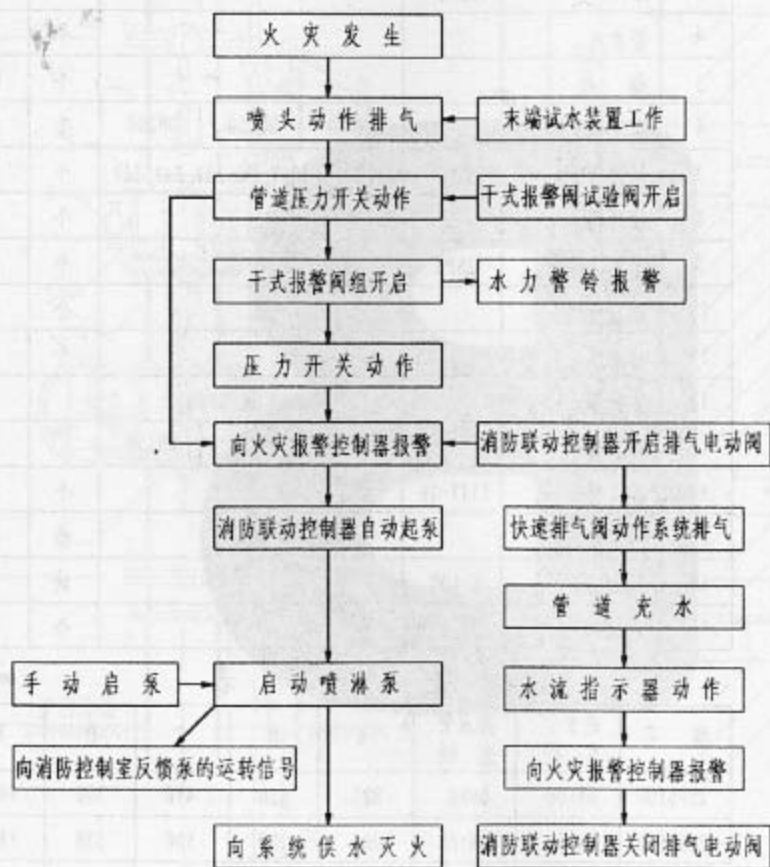 火灾发生
喷头动作排气
末端试水装置工作
管道压力开关动作
干式报警阀试验阀开启
干式报警阀组开启
水力警铃报警
压力开关动作
向火灾报警控制器报警
消防联动控制器开启排气电动阀
消防联动控制器自动起泵
快速排气阀动作系统排气
管道充水
手动启泵
启动喷淋泵
水流指示器动作
向消防控制室反馈泵的运转信号
向火灾报警控制器报警
向系统供水灭火
消防联动控制器关闭排气电动阀